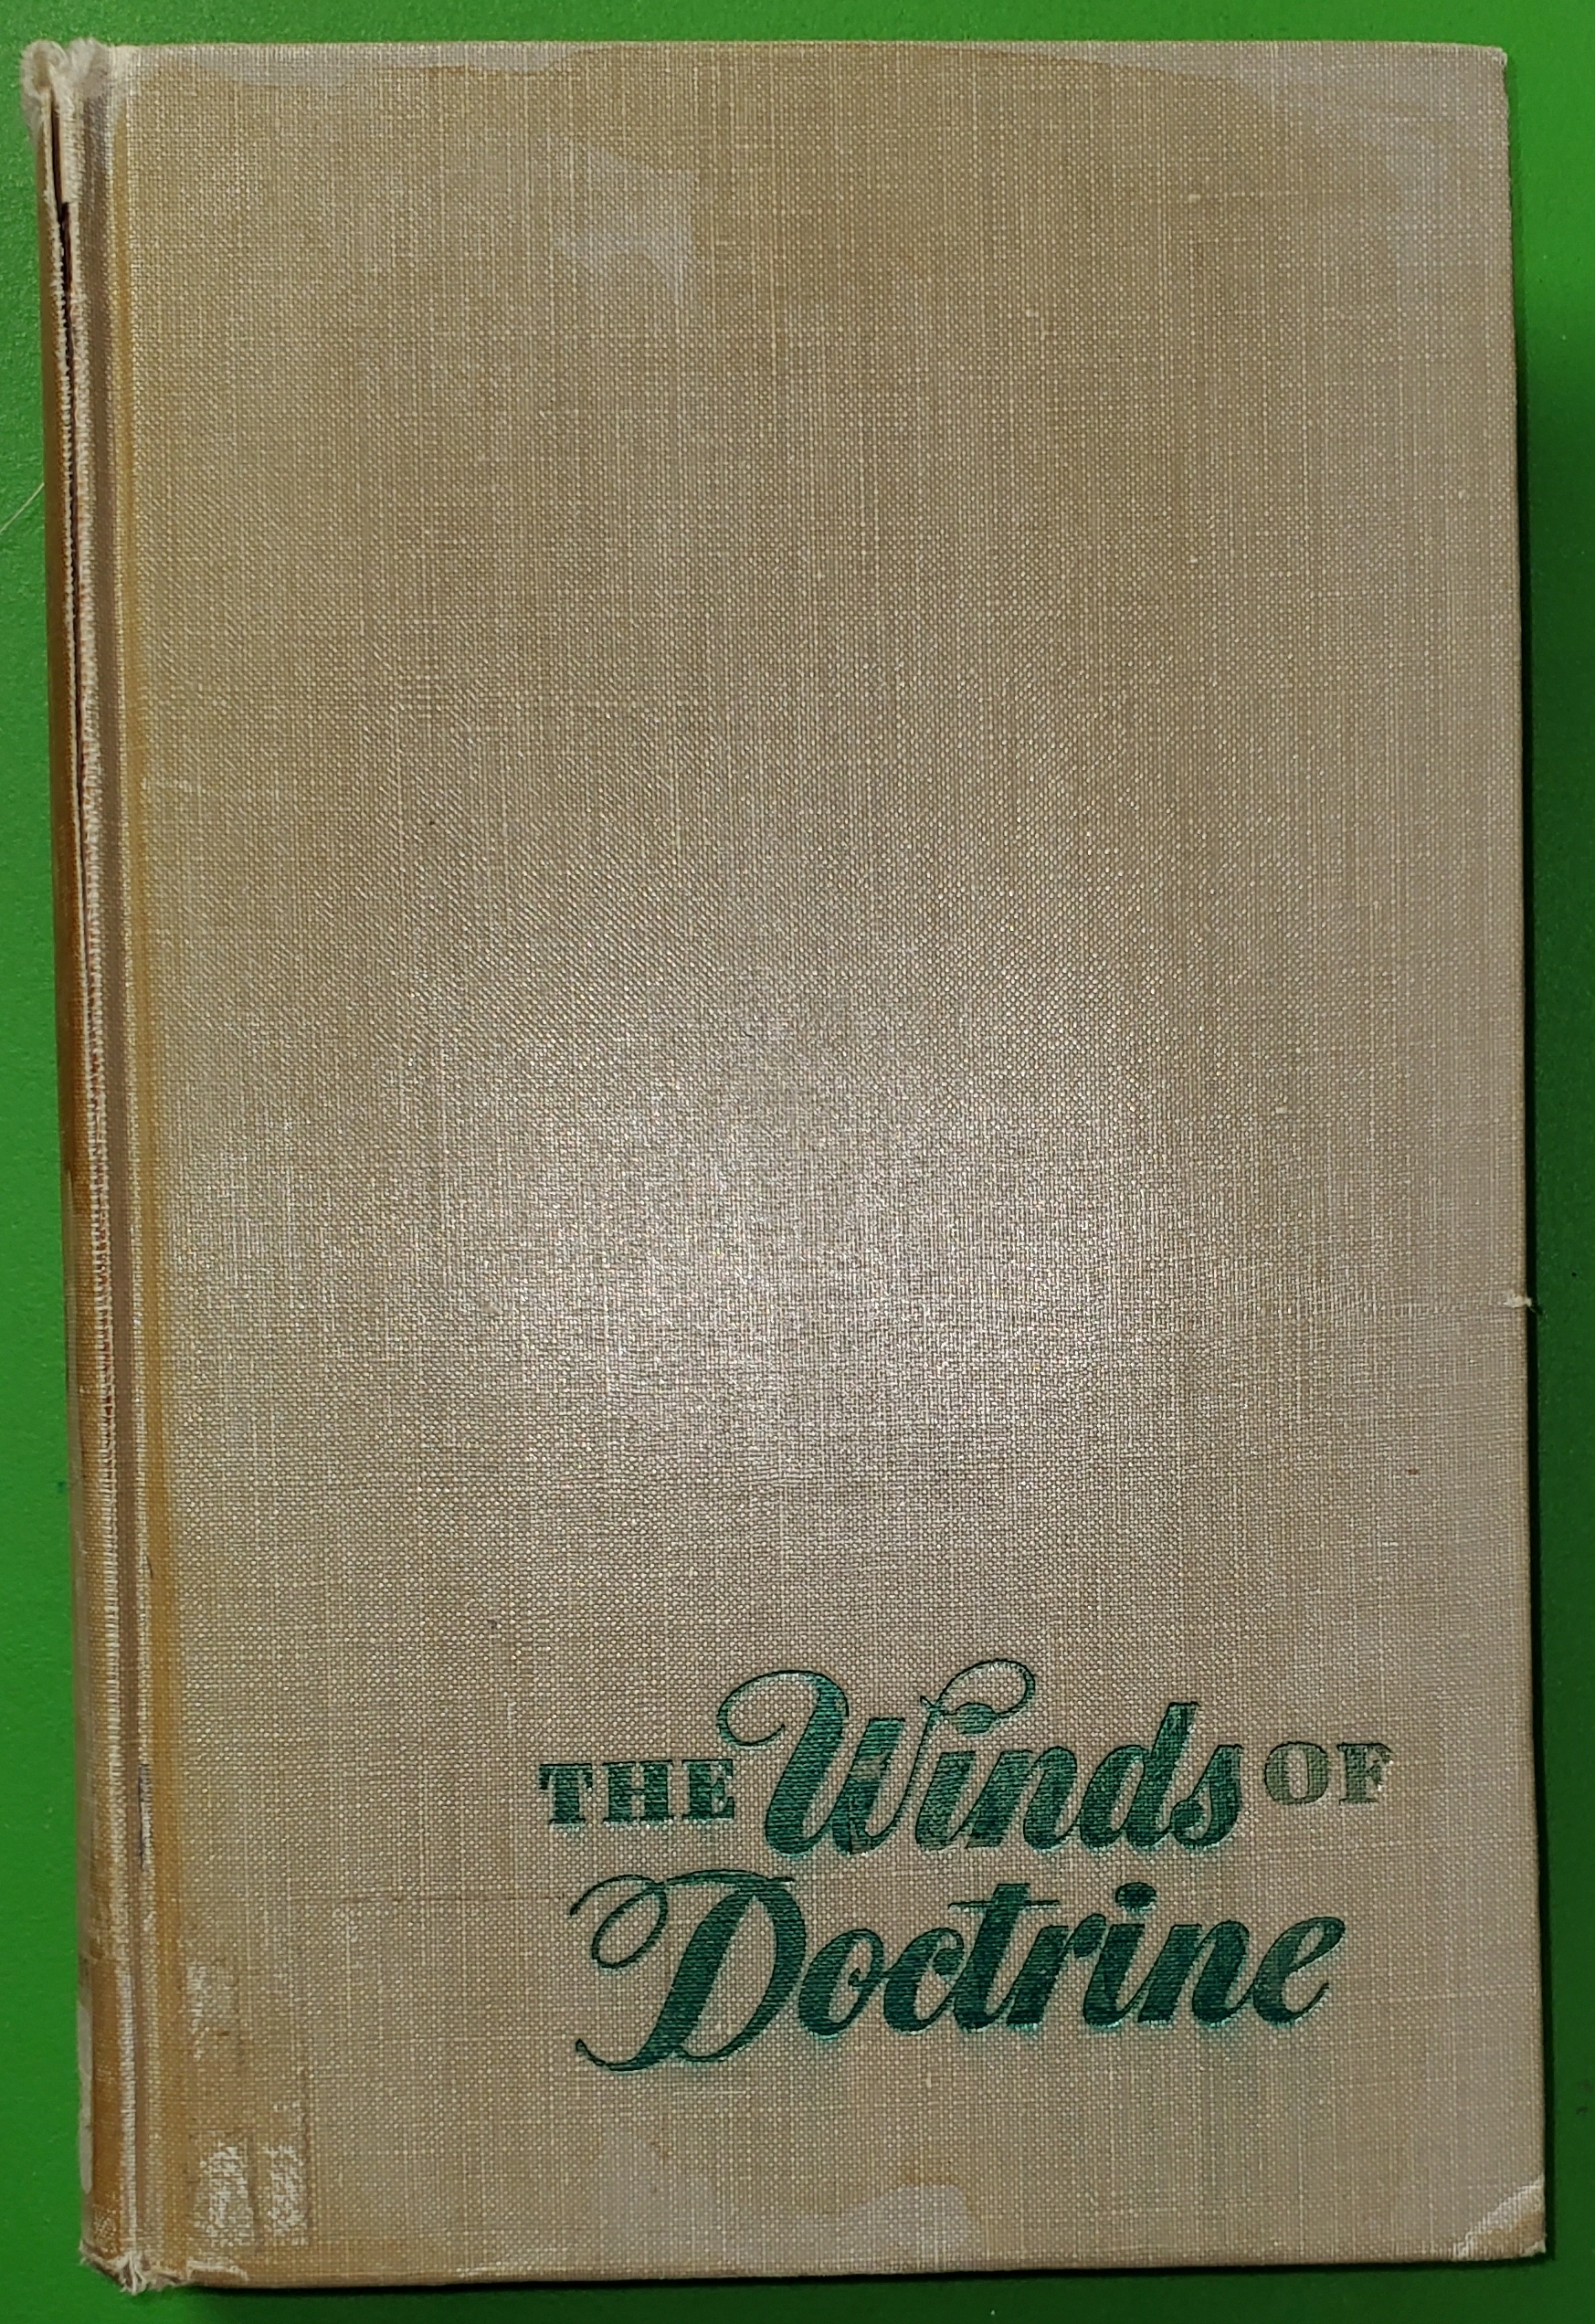 THE Winds OF
Doctrine